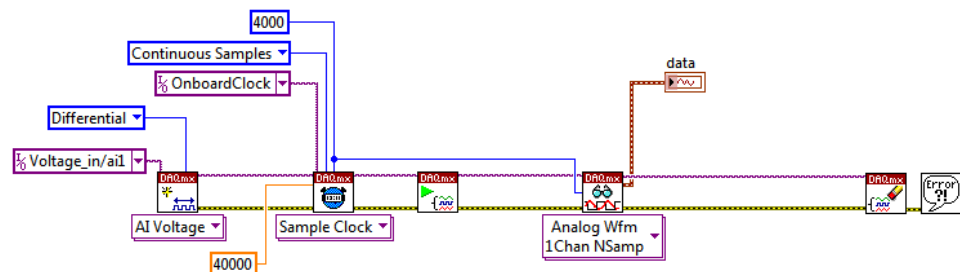 4000
Continuous Samples
I/O OnboardClock
data
Differential
I/O Voltage_in/ai1
DAQmx
DAQmx
DAQmx
DAQmx
DAQmx
Error
?!
AI Voltage
Sample Clock
Analog Wfm
1Chan NSamp
40000